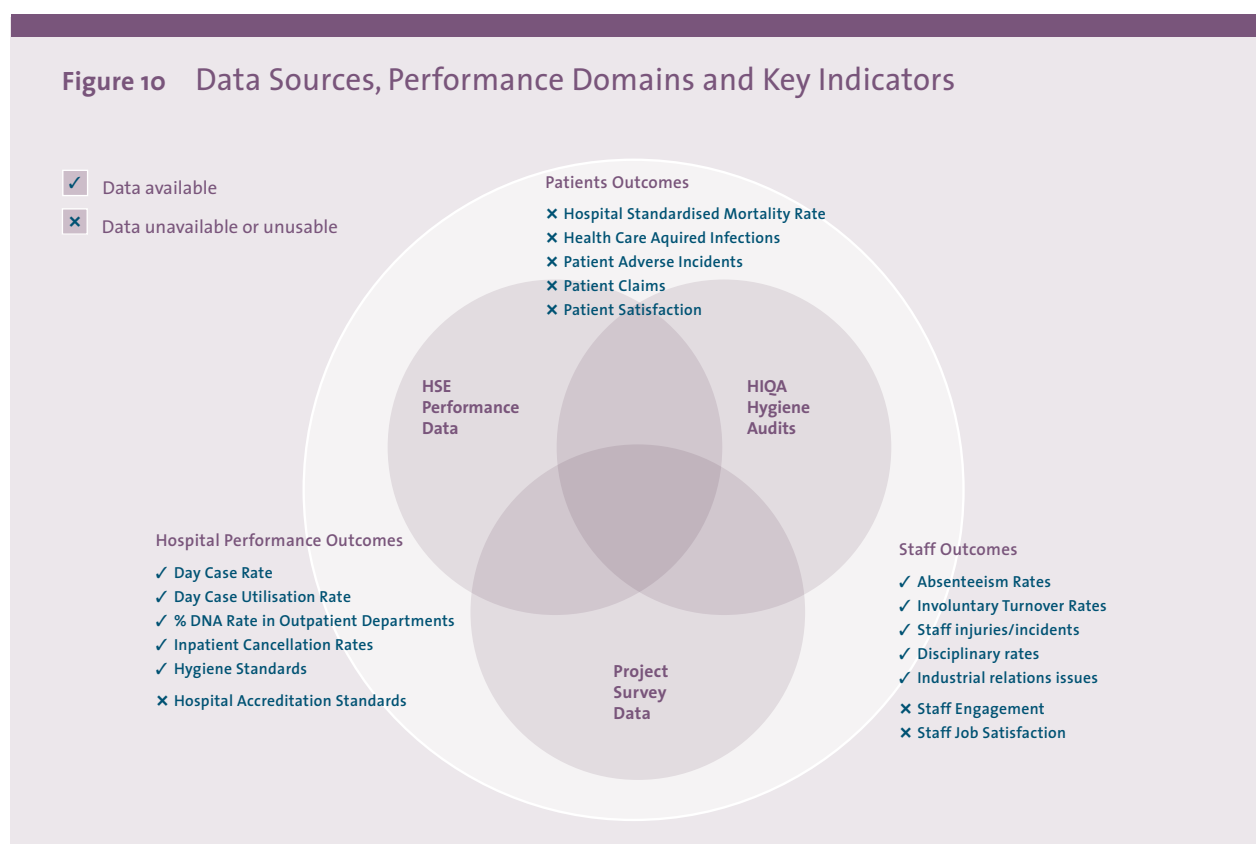 Figure 10 Data Sources, Performance Domains and Key Indicators
✓ Data available
✕ Data unavailable or unusable
Patients Outcomes
✕ Hospital Standardised Mortality Rate
✕ Health Care Aquired Infections
✕ Patient Adverse Incidents
✕ Patient Claims
✕ Patient Satisfaction
HSE
Performance
Data
HIQA
Hygiene
Audits
Hospital Performance Outcomes
✓ Day Case Rate
✓ Day Case Utilisation Rate
✓ % DNA Rate in Outpatient Departments
✓ Inpatient Cancellation Rates
✓ Hygiene Standards
✕ Hospital Accreditation Standards
Staff Outcomes
✓ Absenteeism Rates
✓ Involuntary Turnover Rates
✓ Staff injuries/incidents
✓ Disciplinary rates
✓ Industrial relations issues
✕ Staff Engagement
✕ Staff Job Satisfaction
Project
Survey
Data